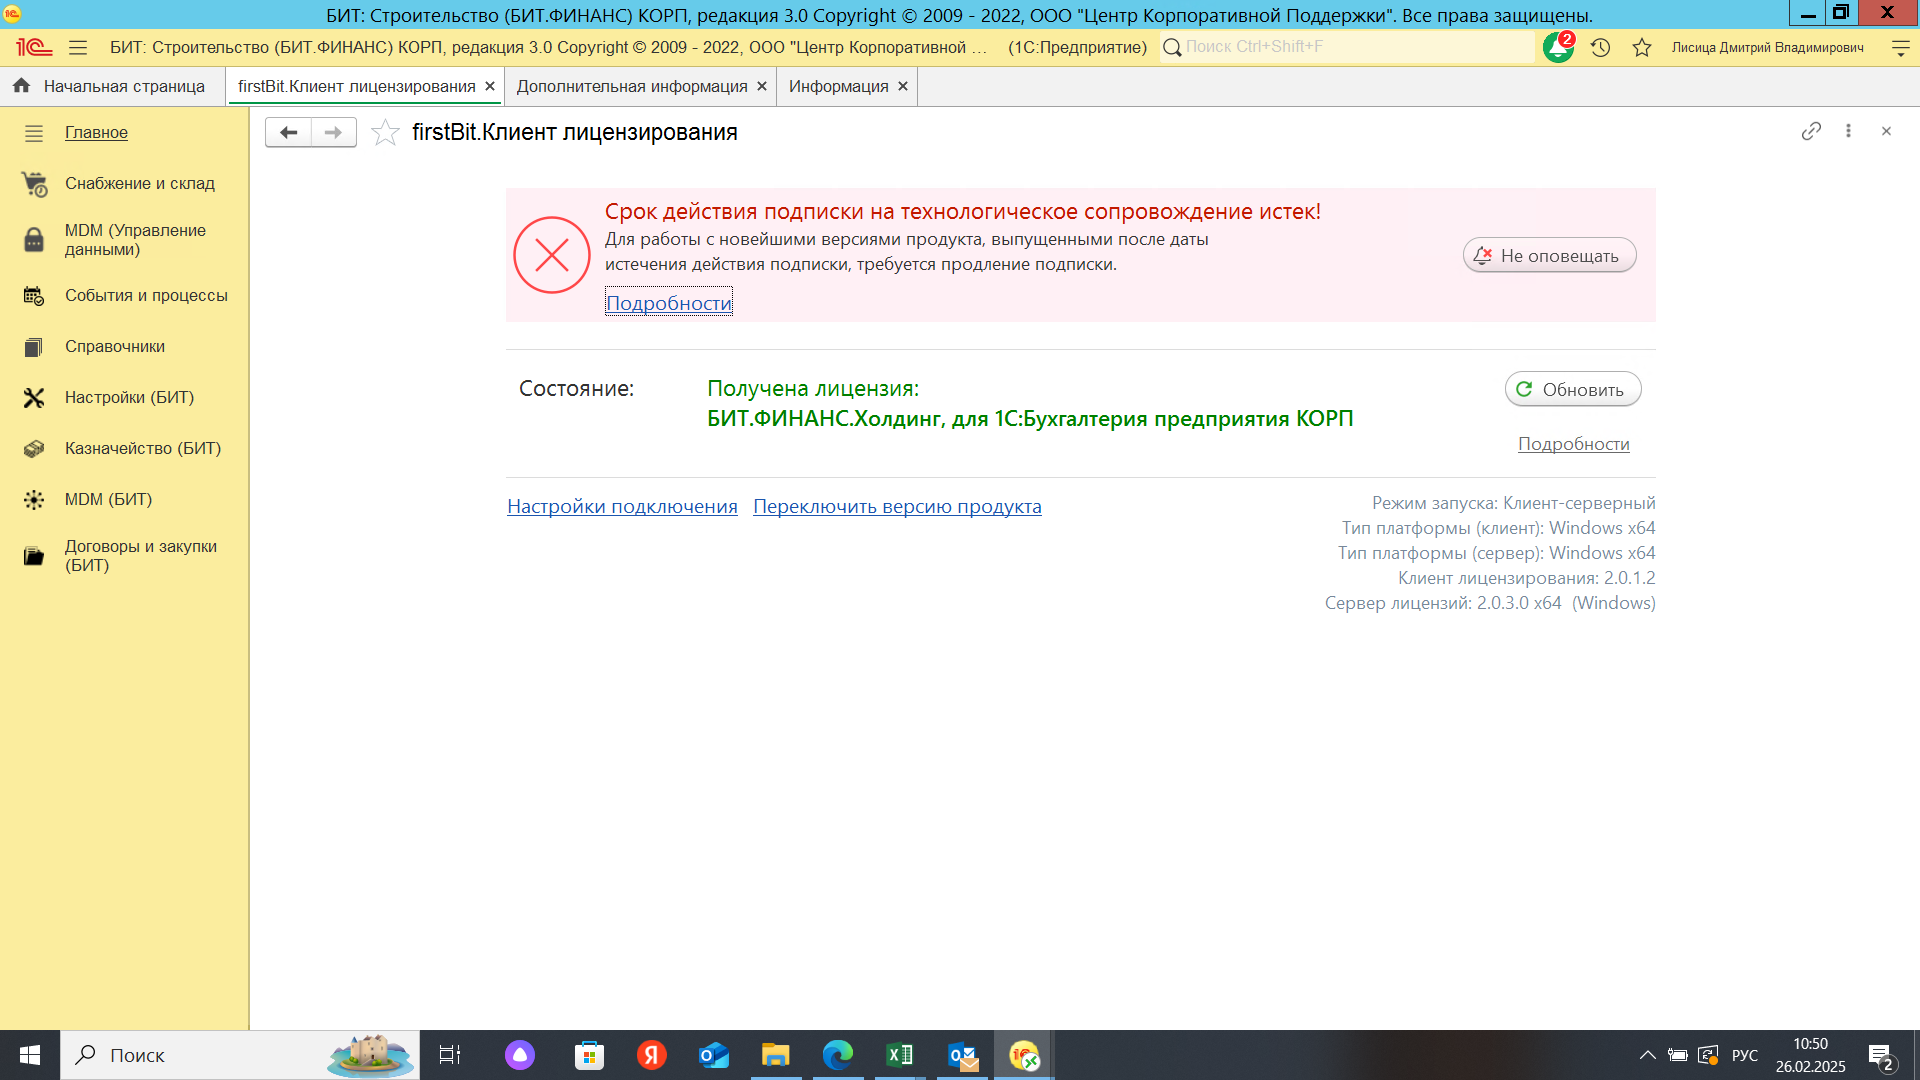 БИТ: Строительство (БИТ.ФИНАНС) КОРП, редакция 3.0 Copyright © 2009 - 2022, ООО "Центр Корпоративной Поддержки". Все права защищены.
БИТ: Строительство (БИТ.ФИНАНС) КОРП, редакция 3.0 Copyright © 2009 - 2022, ООО "Центр Корпоративной ... (1С:Предприятие)
Поиск Ctrl+Shift+F
2
Лисица Дмитрий Владимирович
Начальная страница
firstBit.Клиент лицензирования
Дополнительная информация
Информация
Главное
Снабжение и склад
MDM (Управление
данными)
События и процессы
Справочники
Настройки (БИТ)
Казначейство (БИТ)
MDM (БИТ)
Договоры и закупки
(БИТ)
firstBit.Клиент лицензирования
Срок действия подписки на технологическое сопровождение истек!
Для работы с новейшими версиями продукта, выпущенными после даты
истечения действия подписки, требуется продление подписки.
Подробности
Не оповещать
Состояние:
Получена лицензия:
БИТ.ФИНАНС.Холдинг, для 1С:Бухгалтерия предприятия КОРП
Обновить
Подробности
Настройки подключения
Переключить версию продукта
Режим запуска: Клиент-серверный
Тип платформы (клиент): Windows x64
Тип платформы (сервер): Windows x64
Клиент лицензирования: 2.0.1.2
Сервер лицензий: 2.0.3.0 x64 (Windows)
Поиск
РУС
10:50
26.02.2025
2